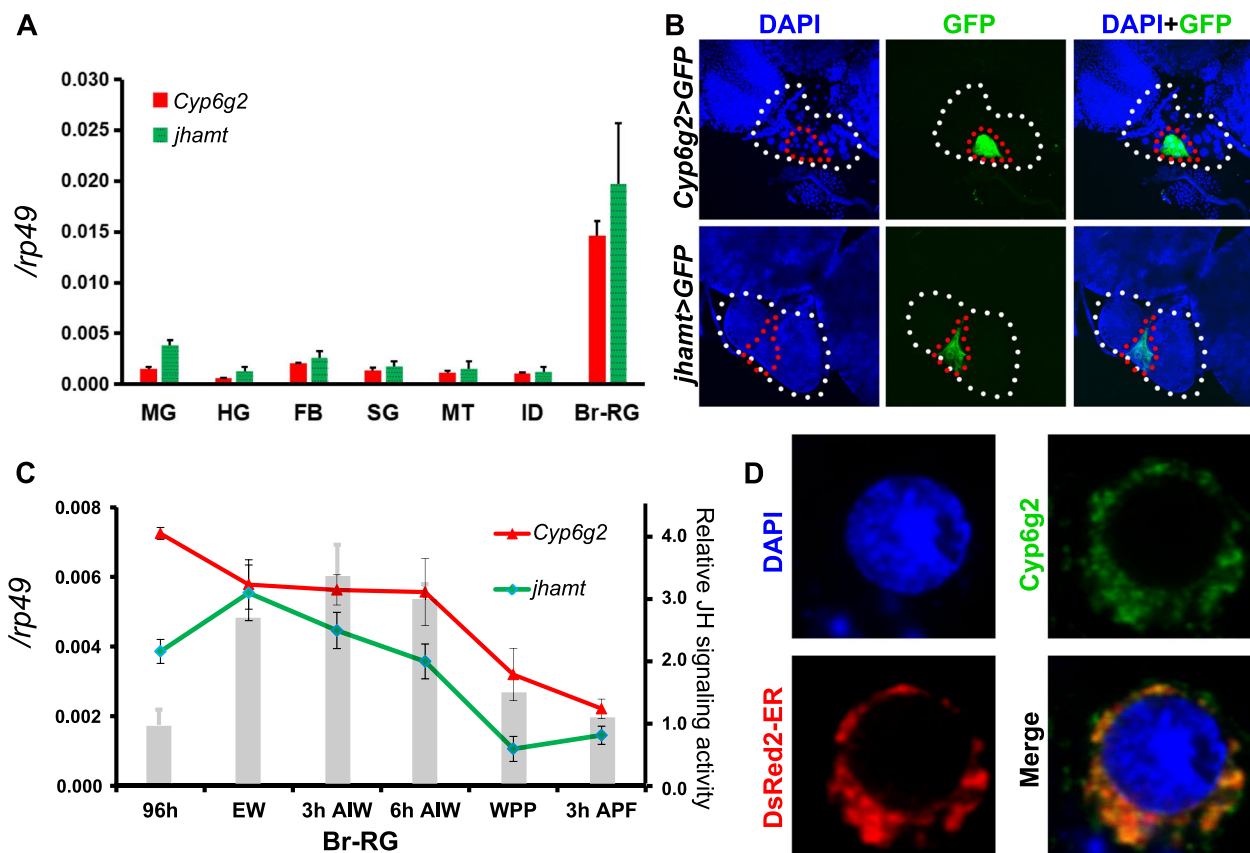 A
0.030
0.025
0.020
0.015
0.010
0.005
0.000
/rp49
Cyp6g2
jhamt
MG HG FB SG MT ID Br-RG
B
DAPI GFP DAPI+GFP
Cyp6g2>GFP
jhamt>GFP
C
0.008
0.006
0.004
0.002
0.000
/rp49
Cyp6g2
jhamt
4.0
3.0
2.0
1.0
0.0
Relative JH signaling activity
96h EW 3h AIW 6h AIW WPP 3h APF
Br-RG
D
DAPI
Cyp6g2
DsRed2-ER
Merge